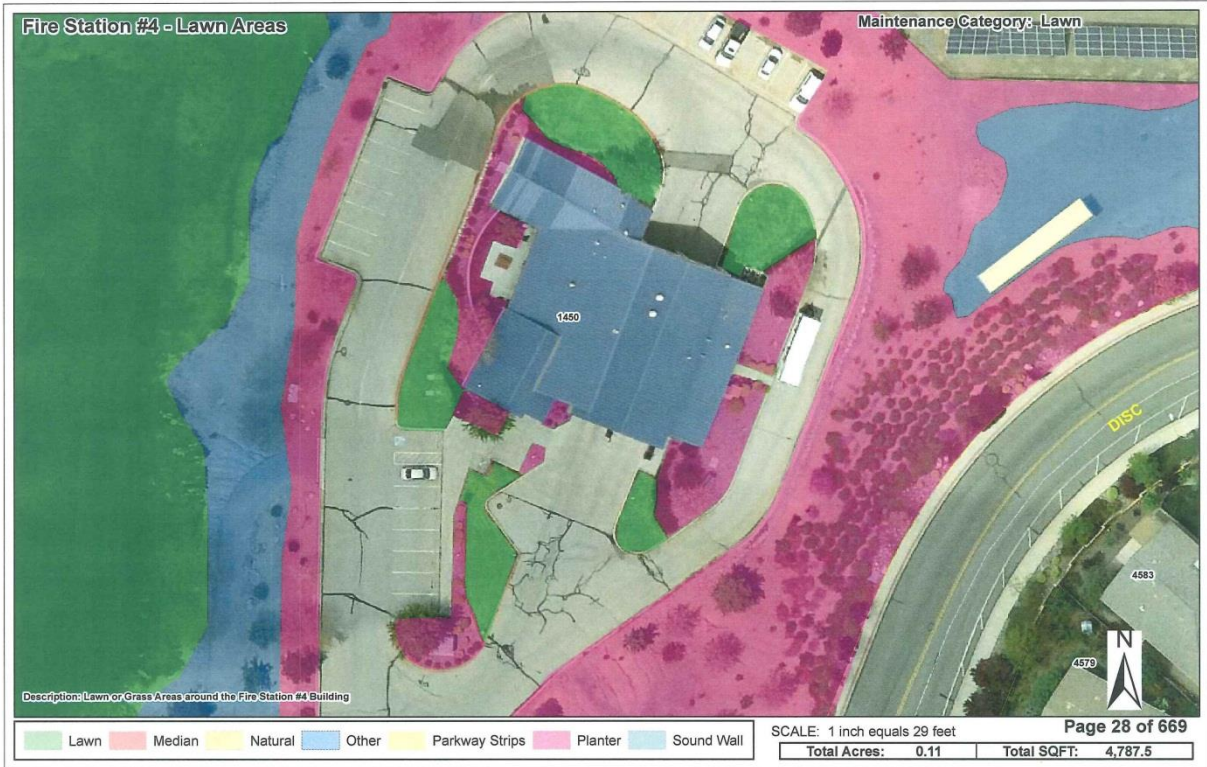 Fire Station #4 - Lawn Areas
Maintenance Category: Lawn
1450
DISC
4583
4579
N
Description: Lawn or Grass Areas around the Fire Station #4 Building
Lawn Median Natural Other Parkway Strips Planter Sound Wall
SCALE: 1 inch equals 29 feet
Page 28 of 669
Total Acres: 0.11 Total SQFT: 4,787.5